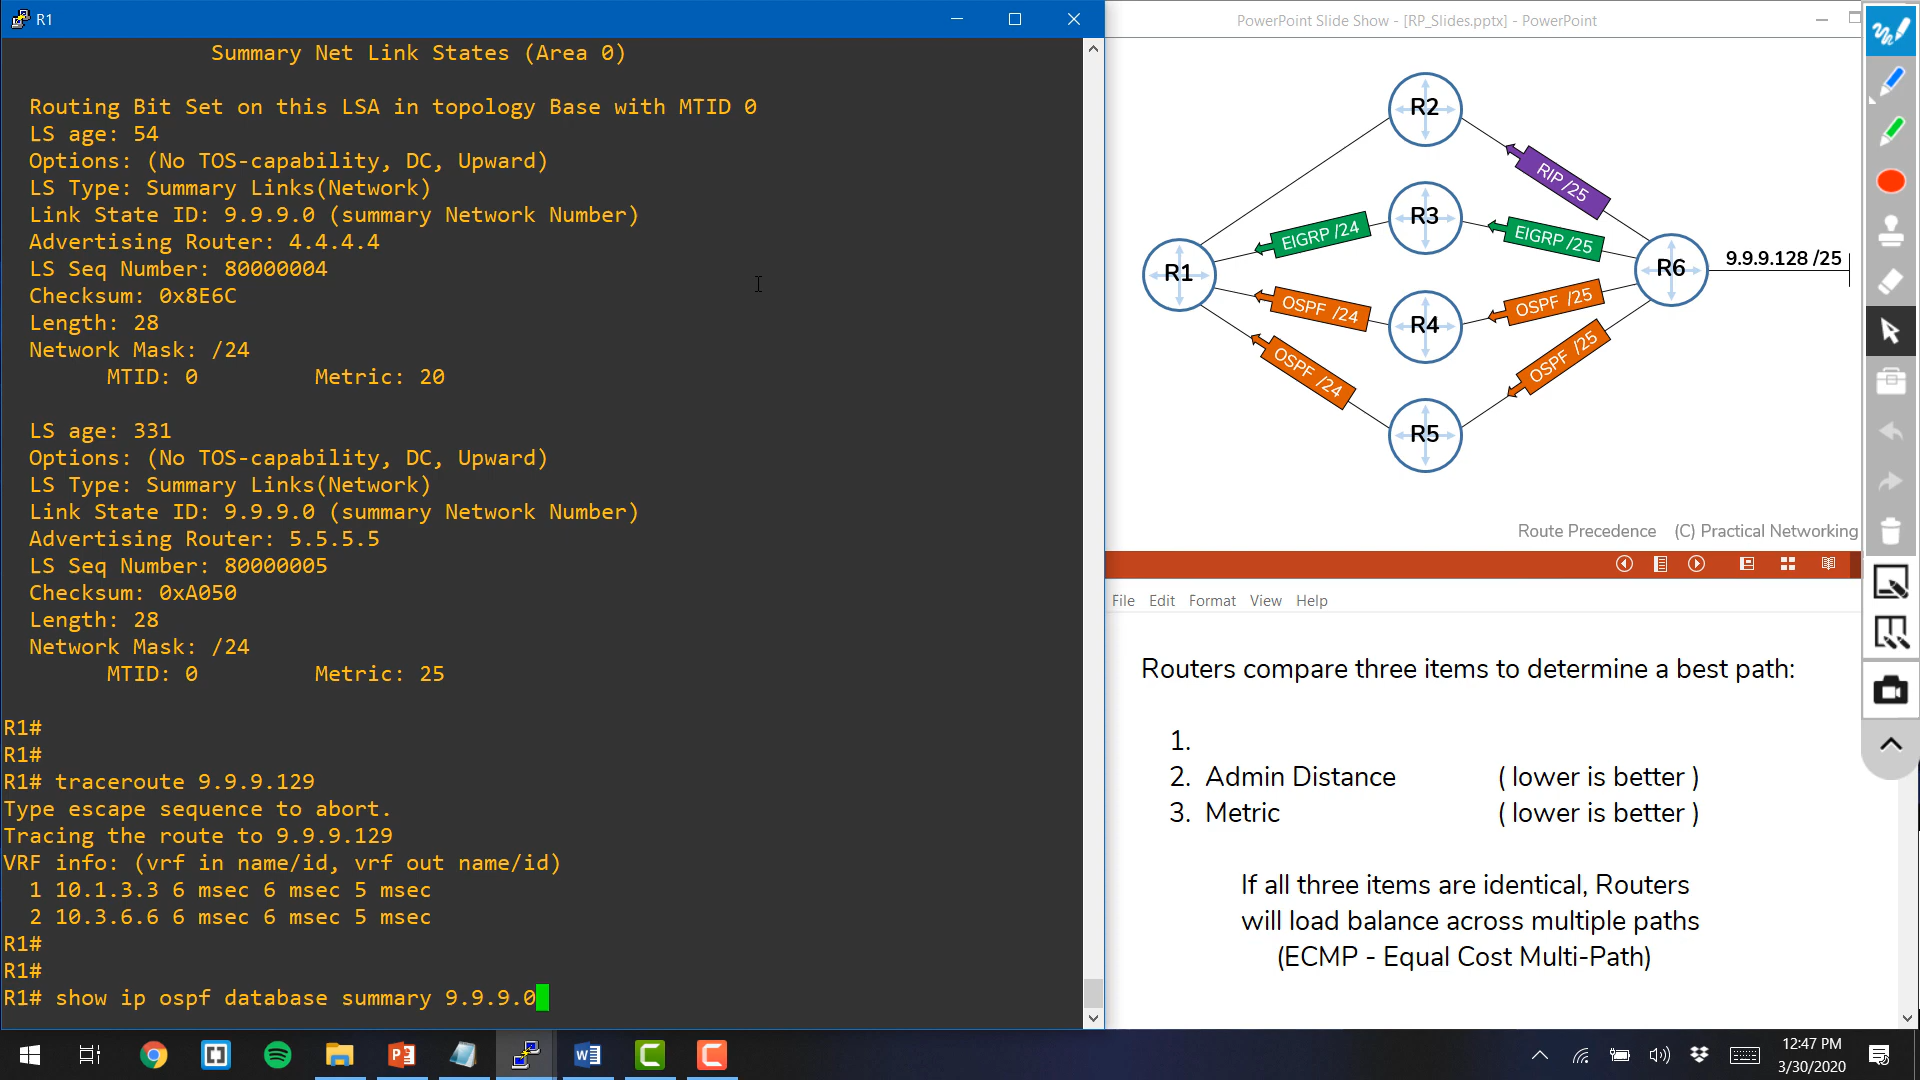 R1
Summary Net Link States (Area 0)
Routing Bit Set on this LSA in topology Base with MTID 0
LS age: 54
Options: (No TOS-capability, DC, Upward)
LS Type: Summary Links(Network)
Link State ID: 9.9.9.0 (summary Network Number)
Advertising Router: 4.4.4.4
LS Seq Number: 80000004
Checksum: 0x8E6C
Length: 28
Network Mask: /24
MTID: 0 Metric: 20
LS age: 331
Options: (No TOS-capability, DC, Upward)
LS Type: Summary Links(Network)
Link State ID: 9.9.9.0 (summary Network Number)
Advertising Router: 5.5.5.5
LS Seq Number: 80000005
Checksum: 0xA050
Length: 28
Network Mask: /24
MTID: 0 Metric: 25
R1#
R1#
R1# traceroute 9.9.9.129
Type escape sequence to abort.
Tracing the route to 9.9.9.129
VRF info: (vrf in name/id, vrf out name/id)
1 10.1.3.3 6 msec 6 msec 5 msec
2 10.3.6.6 6 msec 6 msec 5 msec
R1#
R1#
R1# show ip ospf database summary 9.9.9.0
PowerPoint Slide Show - [RP_Slides.pptx] - PowerPoint
R2
RIP /25
R3
EIGRP /24
EIGRP /25
R1
R6
9.9.9.128 /25
OSPF /24
OSPF /25
R4
OSPF /24
OSPF /25
R5
Route Precedence (C) Practical Networking
File Edit Format View Help
Routers compare three items to determine a best path:
1.
2. Admin Distance ( lower is better )
3. Metric ( lower is better )
If all three items are identical, Routers
will load balance across multiple paths
(ECMP - Equal Cost Multi-Path)
12:47 PM
3/30/2020